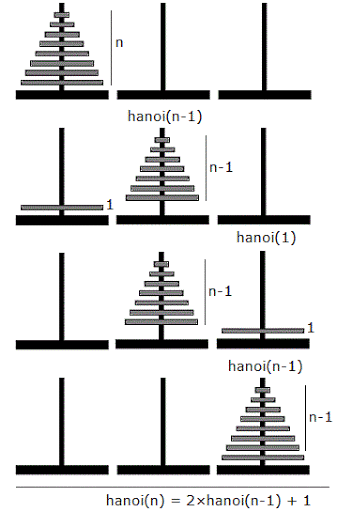 n
hanoi(n-1)
n-1
1
hanoi(1)
n-1
1
hanoi(n-1)
n-1
hanoi(n) = 2×hanoi(n-1) + 1